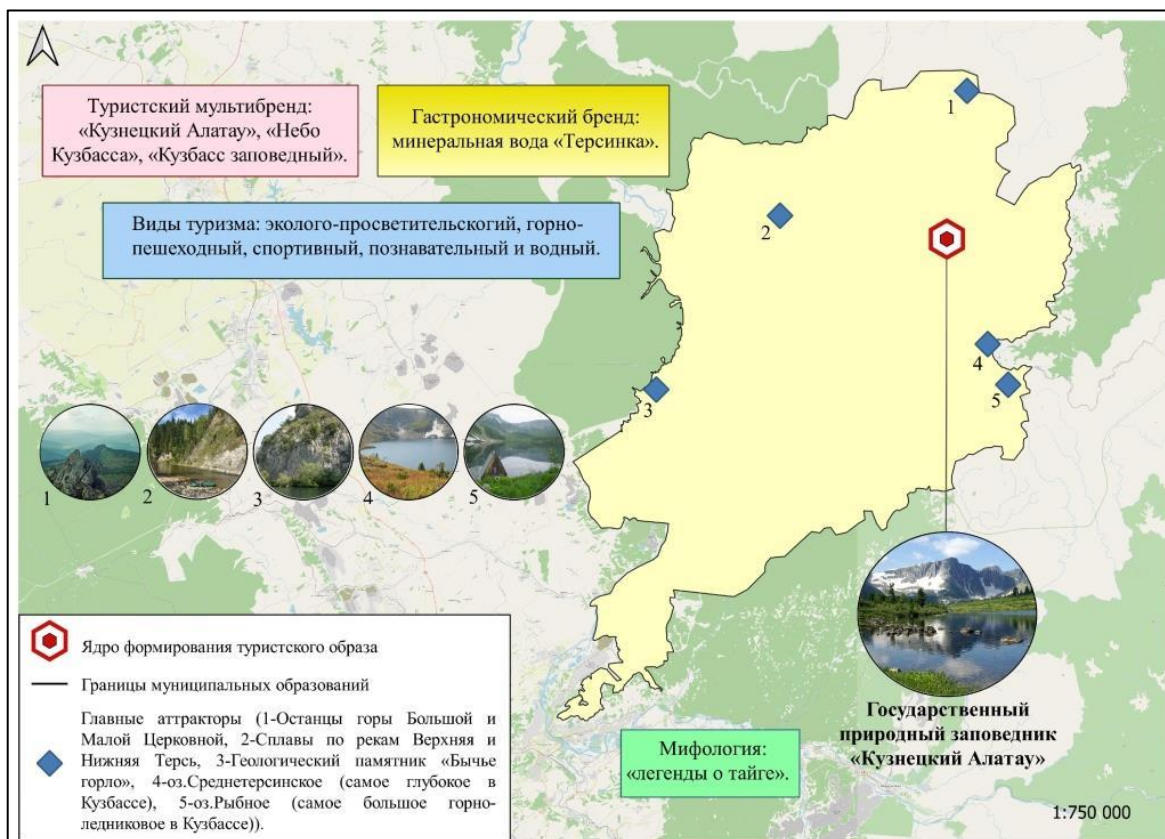 Туристский мультибренд:
«Кузнецкий Алатау», «Небо
Кузбасса», «Кузбасс заповедный».
Гастрономический бренд:
минеральная вода «Терсинка».
Виды туризма: эколого-просветительскогий, горно-
пешеходный, спортивный, познавательный и водный.
1
2
3
4
5
1
2
3
4
5
Ядро формирования туристского образа
Границы муниципальных образований
Главные аттракторы (1-Останцы горы Большой и
Малой Церковной, 2-Сплавы по рекам Верхняя и
Нижняя Терсь, 3-Геологический памятник «Бычье
горло», 4-оз.Среднетерсинское (самое глубокое в
Кузбассе), 5-оз.Рыбное (самое большое горно-
ледниковое в Кузбассе)).
Мифология:
«легенды о тайге».
Государственный
природный заповедник
«Кузнецкий Алатау»
1:750 000